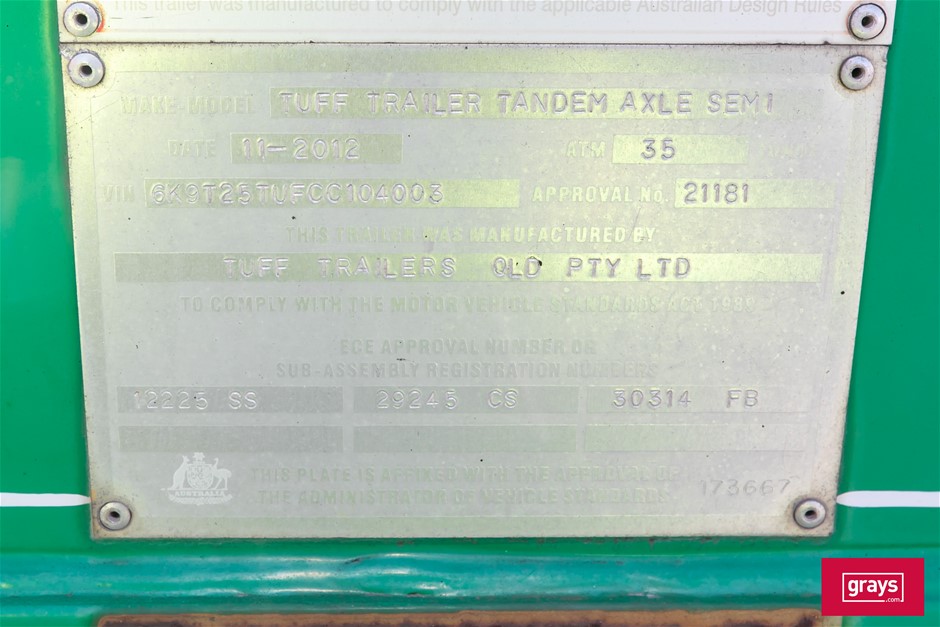 This trailer was manufactured to comply with the applicable Australian Design Rules
MAKE-MODEL TUFF TRAILER TANDEM AXLE SEMI
DATE 11-2012 ATM 35
VIN 6K9T25TUFCC104003 APPROVAL No. 21181
THIS TRAILER WAS MANUFACTURED BY
TUFF TRAILERS QLD PTY LTD
TO COMPLY WITH THE MOTOR VEHICLE STANDARDS ACT 1989
ECE APPROVAL NUMBER OR
SUB-ASSEMBLY REGISTRATION NUMBERS
12225 SS 29245 CS 30314 FB
THIS PLATE IS AFFIXED WITH THE APPROVAL OF
THE ADMINISTRATOR OF VEHICLE STANDARDS 173667
AUSTRALIA
grays
.com